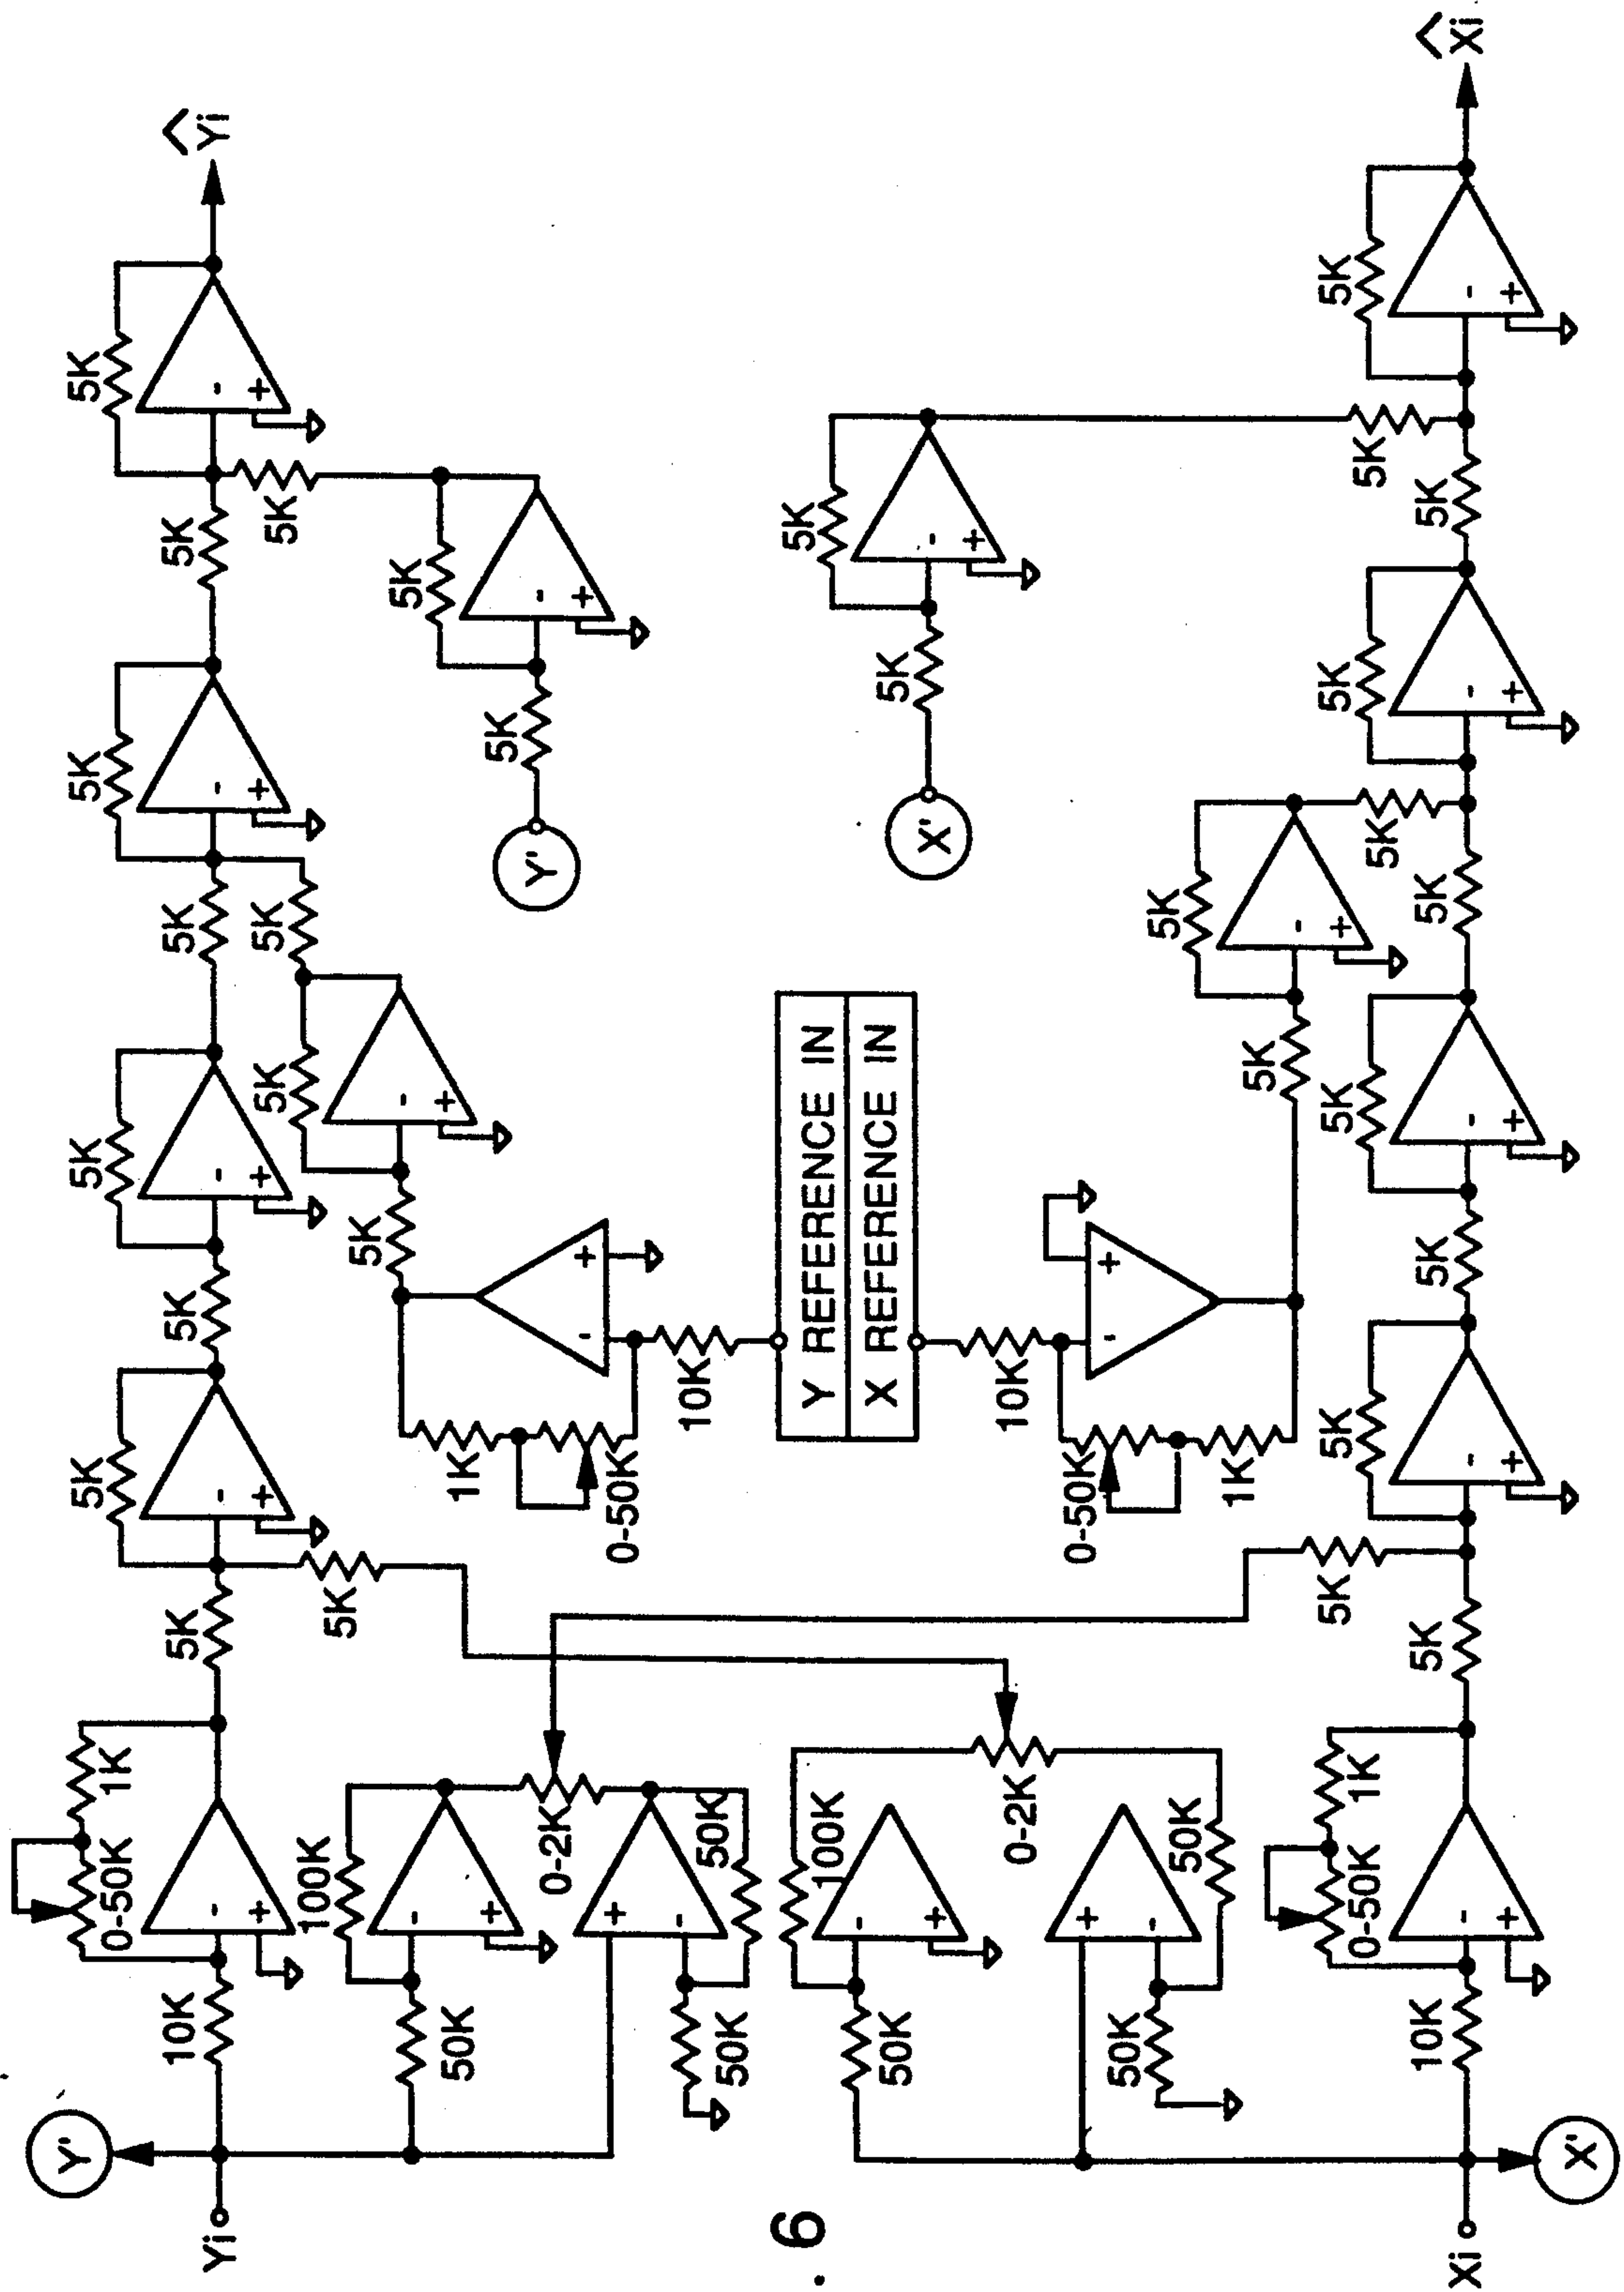 Y' 0-50K 1K 5K 5K 5K 5K
10K 5K 5K 5K 5K
Yi - - - - - Ŷi
+ + + + +
100K 5K 5K 5K 5K
50K - 1K 5K - 5K
+ 0-2K +
+ 0-50K - + 5K - 
- 50K 10K +
50K Y'
6 100K 5K
Y REFERENCE IN
X REFERENCE IN
50K - 0-2K 10K X' 5K -
+ +
+ 0-50K - +
50K - 50K 1K 5K 5K
- 
+
0-50K 1K 5K 5K 5K 5K 5K
10K 5K 5K 5K 5K 5K 5K
Xi - - - - - X̂i
+ + + + +
X'